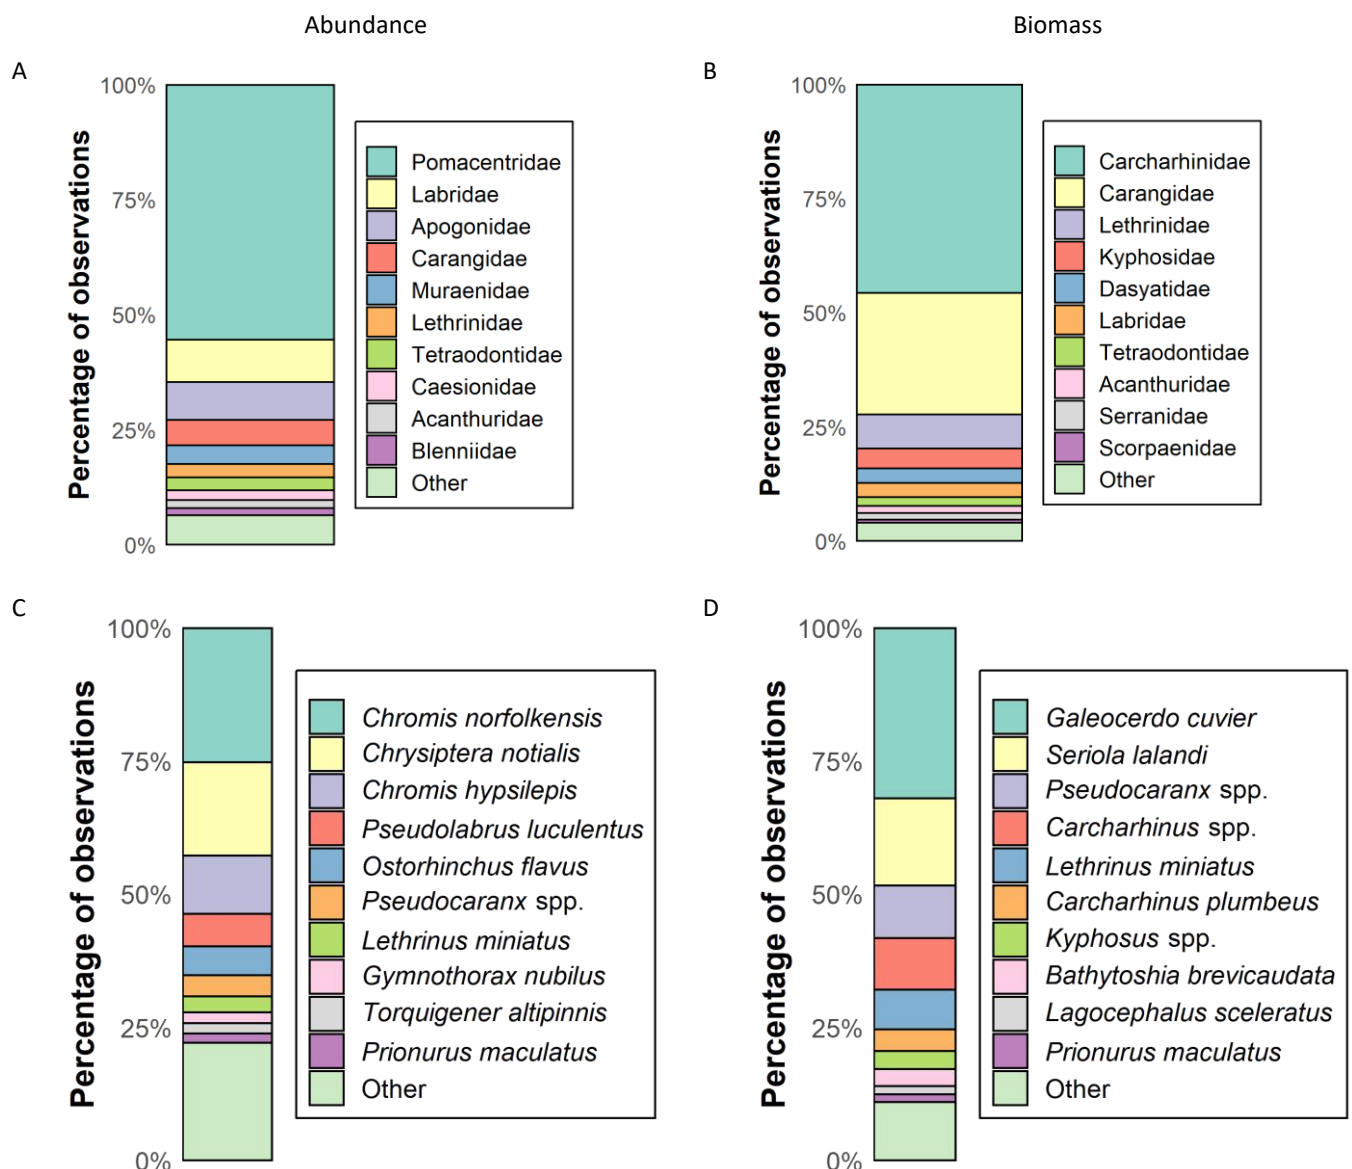 Abundance
Biomass
A
Percentage of observations
100%
75%
50%
25%
0%
Pomacentridae
Labridae
Apogonidae
Carangidae
Muraenidae
Lethrinidae
Tetraodontidae
Caesionidae
Acanthuridae
Blenniidae
Other
B
Percentage of observations
100%
75%
50%
25%
0%
Carcharhinidae
Carangidae
Lethrinidae
Kyphosidae
Dasyatidae
Labridae
Tetraodontidae
Acanthuridae
Serranidae
Scorpaenidae
Other
C
Percentage of observations
100%
75%
50%
25%
0%
Chromis norfolkensis
Chrysiptera notialis
Chromis hypsilepis
Pseudolabrus luculentus
Ostorhinchus flavus
Pseudocaranx spp.
Lethrinus miniatus
Gymnothorax nubilus
Torquigener altipinnis
Prionurus maculatus
Other
D
Percentage of observations
100%
75%
50%
25%
0%
Galeocerdo cuvier
Seriola lalandi
Pseudocaranx spp.
Carcharhinus spp.
Lethrinus miniatus
Carcharhinus plumbeus
Kyphosus spp.
Bathytoshia brevicaudata
Lagocephalus sceleratus
Prionurus maculatus
Other